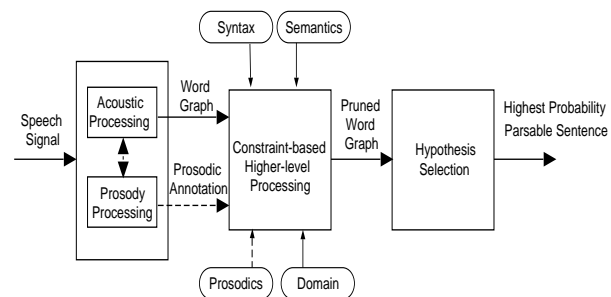 Syntax
Semantics
Speech
Signal
Acoustic
Processing
Prosody
Processing
Word
Graph
Prosodic
Annotation
Constraint-based
Higher-level
Processing
Pruned
Word
Graph
Hypothesis
Selection
Highest Probability
Parsable Sentence
Prosodics
Domain